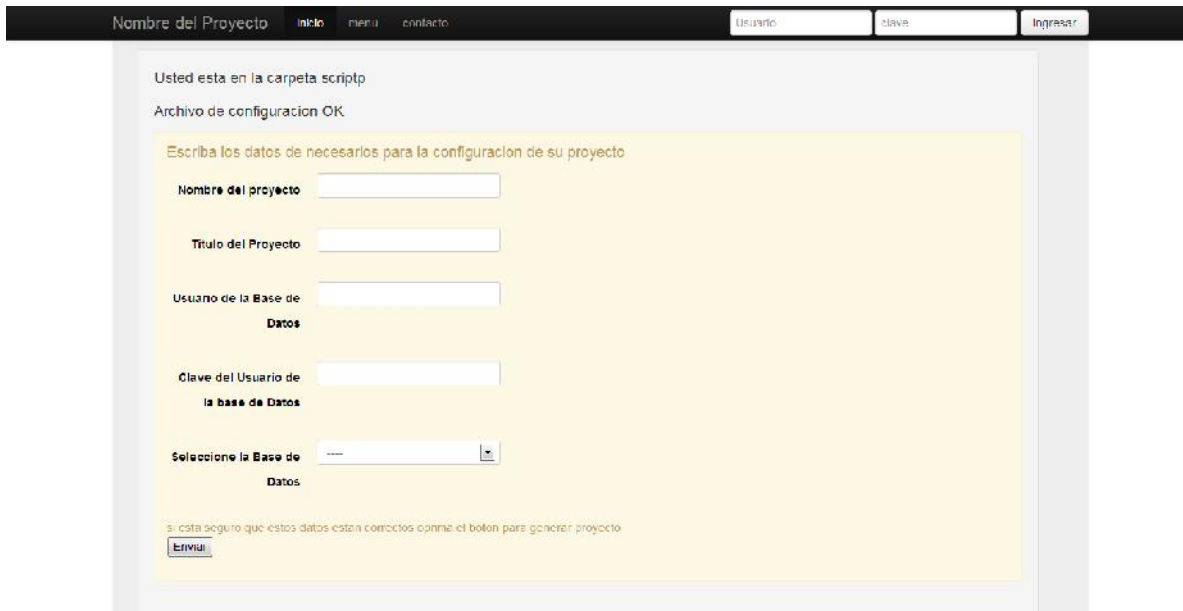 Nombre del Proyecto inicio menu contacto Usuario clave Ingresar
Usted esta en la carpeta scriptp
Archivo de configuracion OK
Escriba los datos de necesarios para la configuracion de su proyecto
Nombre del proyecto
Titulo del Proyecto
Usuario de la Base de
Datos
Clave del Usuario de
la base de Datos
Seleccione la Base de
Datos
----
si esta seguro que estos datos estan correctos oprima el boton para generar proyecto
Enviar